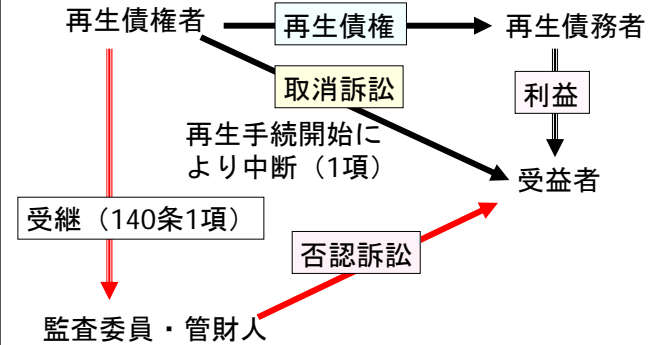 再生債権者
再生債権
再生債務者
取消訴訟
利益
再生手続開始に
より中断（1項）
受益者
受継（140条1項）
否認訴訟
監査委員・管財人